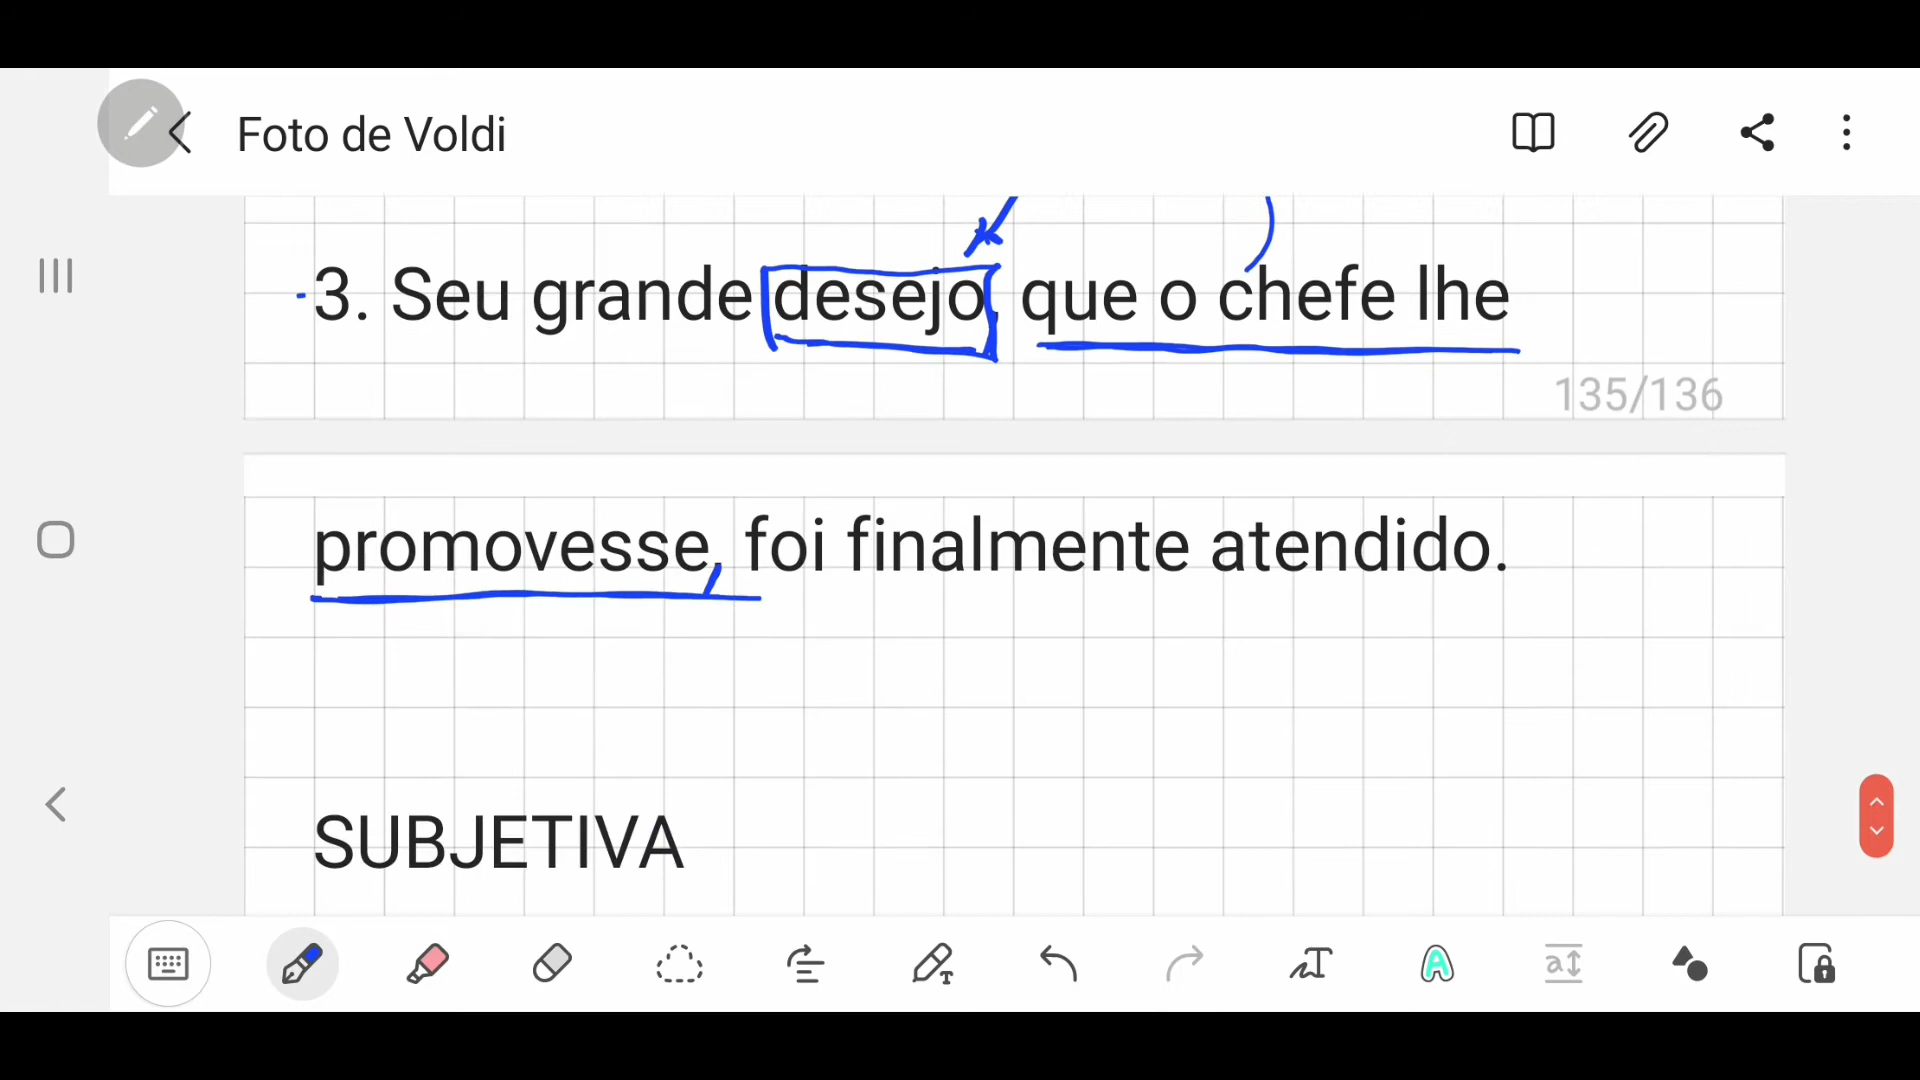 Foto de Voldi
3. Seu grande desejo, que o chefe lhe
135/136
promovesse, foi finalmente atendido.
SUBJETIVA